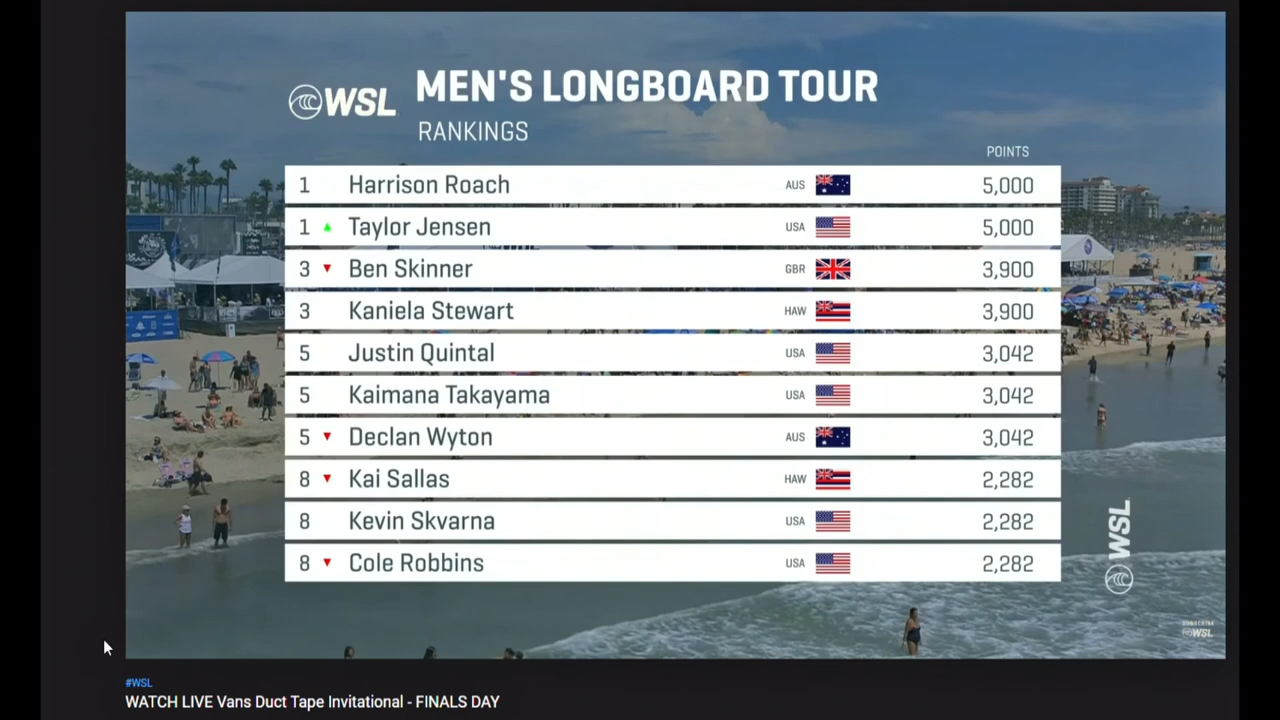 WSL
MEN'S LONGBOARD TOUR
RANKINGS
POINTS
1 Harrison Roach AUS 5,000
1 Taylor Jensen USA 5,000
3 Ben Skinner GBR 3,900
3 Kaniela Stewart HAW 3,900
5 Justin Quintal USA 3,042
5 Kaimana Takayama USA 3,042
5 Declan Wyton AUS 3,042
8 Kai Sallas HAW 2,282
8 Kevin Skvarna USA 2,282
8 Cole Robbins USA 2,282
WSL
WSL
#WSL
WATCH LIVE Vans Duct Tape Invitational - FINALS DAY